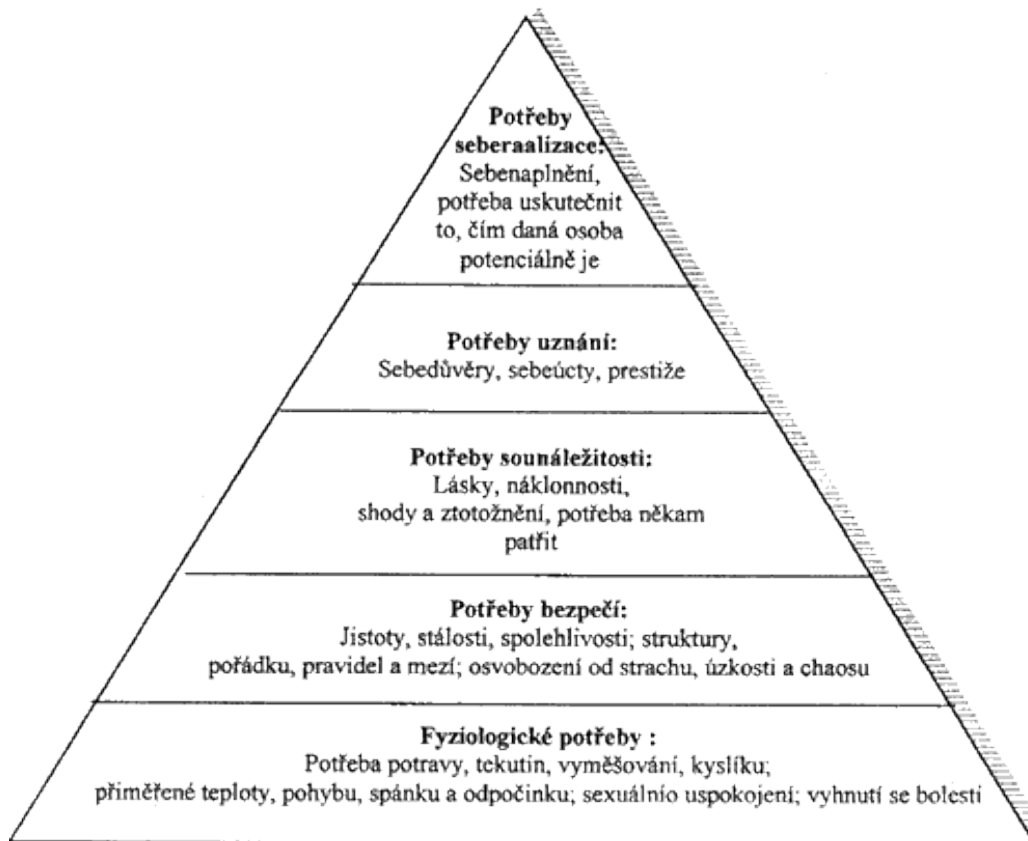 Potřeby
seberaalizace:
Sebenaplnění,
potřeba uskutečnit
to, čím daná osoba
potenciálně je
Potřeby uznání:
Sebedůvěry, sebeúcty, prestiže
Potřeby sounáležitosti:
Lásky, náklonnosti,
shody a ztotožnění, potřeba někam
patřit
Potřeby bezpečí:
Jistoty, stálosti, spolehlivosti; struktury,
pořádku, pravidel a mezí; osvobození od strachu, úzkosti a chaosu
Fyziologické potřeby :
Potřeba potravy, tekutin, vyměšování, kyslíku;
přiměřené teploty, pohybu, spánku a odpočinku; sexuálnío uspokojení; vyhnutí se bolesti